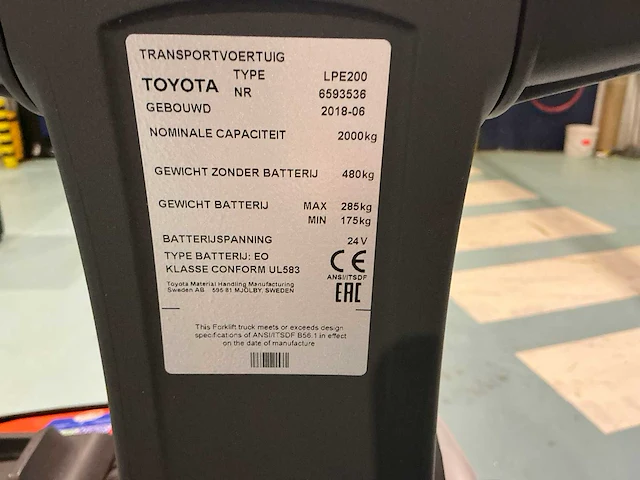 TRANSPORTVOERTUIG
TOYOTA TYPE LPE200
NR 6593536
GEBOUWD 2018-06
NOMINALE CAPACITEIT 2000kg
GEWICHT ZONDER BATTERIJ 480kg
GEWICHT BATTERIJ MAX 285kg
MIN 175kg
BATTERIJSPANNING 24V
TYPE BATTERIJ: EO
KLASSE CONFORM UL583
CE
ANSI/ITSDF
Toyota Material Handling Manufacturing
Sweden AB 595 81 MJÖLBY, SWEDEN
EAC
This Forklift truck meets or exceeds design
specifications of ANSI/ITSDF B56.1 in effect
on the date of manufacture